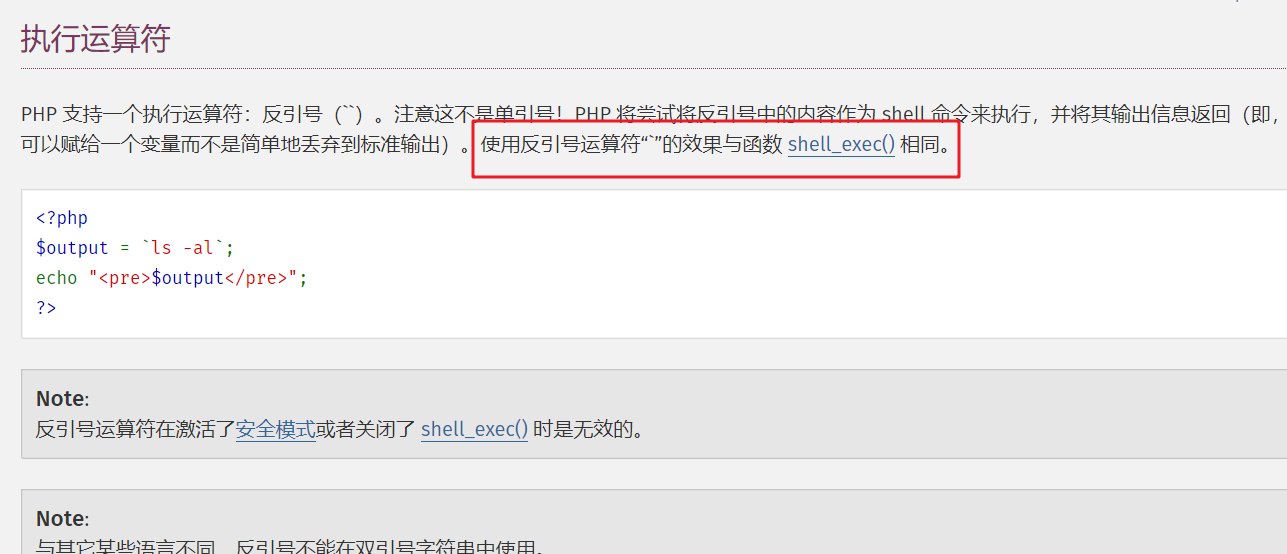 执行运算符
PHP 支持一个执行运算符：反引号（``）。注意这不是单引号！PHP 将尝试将反引号中的内容作为 shell 命令来执行，并将其输出信息返回（即，
可以赋给一个变量而不是简单地丢弃到标准输出）。使用反引号运算符“`”的效果与函数 shell_exec() 相同。
<?php
$output = `ls -al`;
echo "<pre>$output</pre>";
?>
Note:
反引号运算符在激活了安全模式或者关闭了 shell_exec() 时是无效的。
Note:
与其它某些语言不同，反引号不能在双引号字符串中使用。